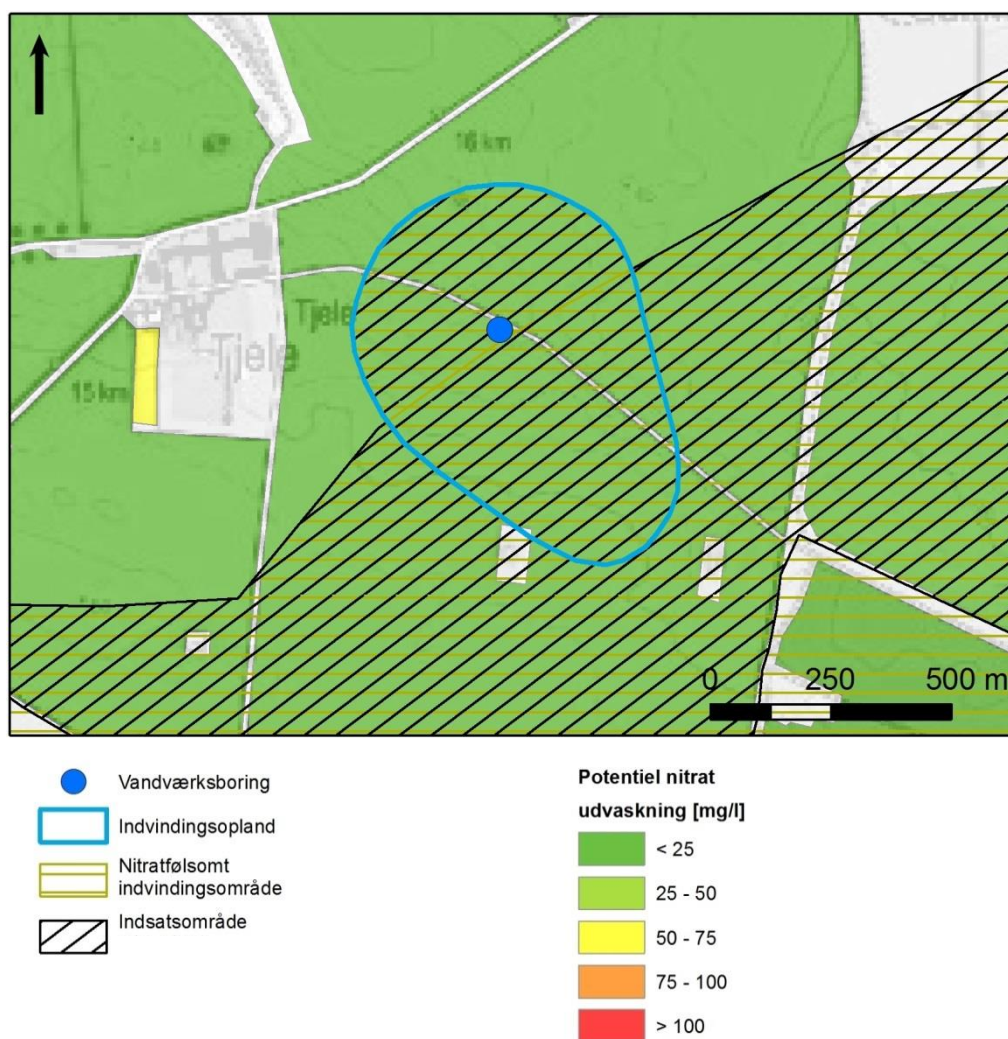 16 km
Tjele
Tjele
15 km
0 250 500 m
Vandværksboring
Indvindingsopland
Nitratfølsomt
indvindingsområde
Indsatsområde
Potentiel nitrat
udvaskning [mg/l]
< 25
25 - 50
50 - 75
75 - 100
> 100